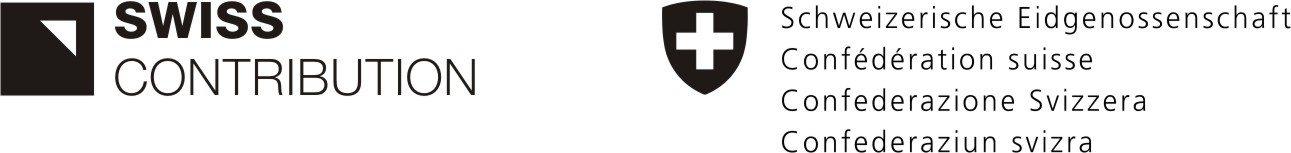 SWISS
CONTRIBUTION
Schweizerische Eidgenossenschaft
Confédération suisse
Confederazione Svizzera
Confederaziun svizra